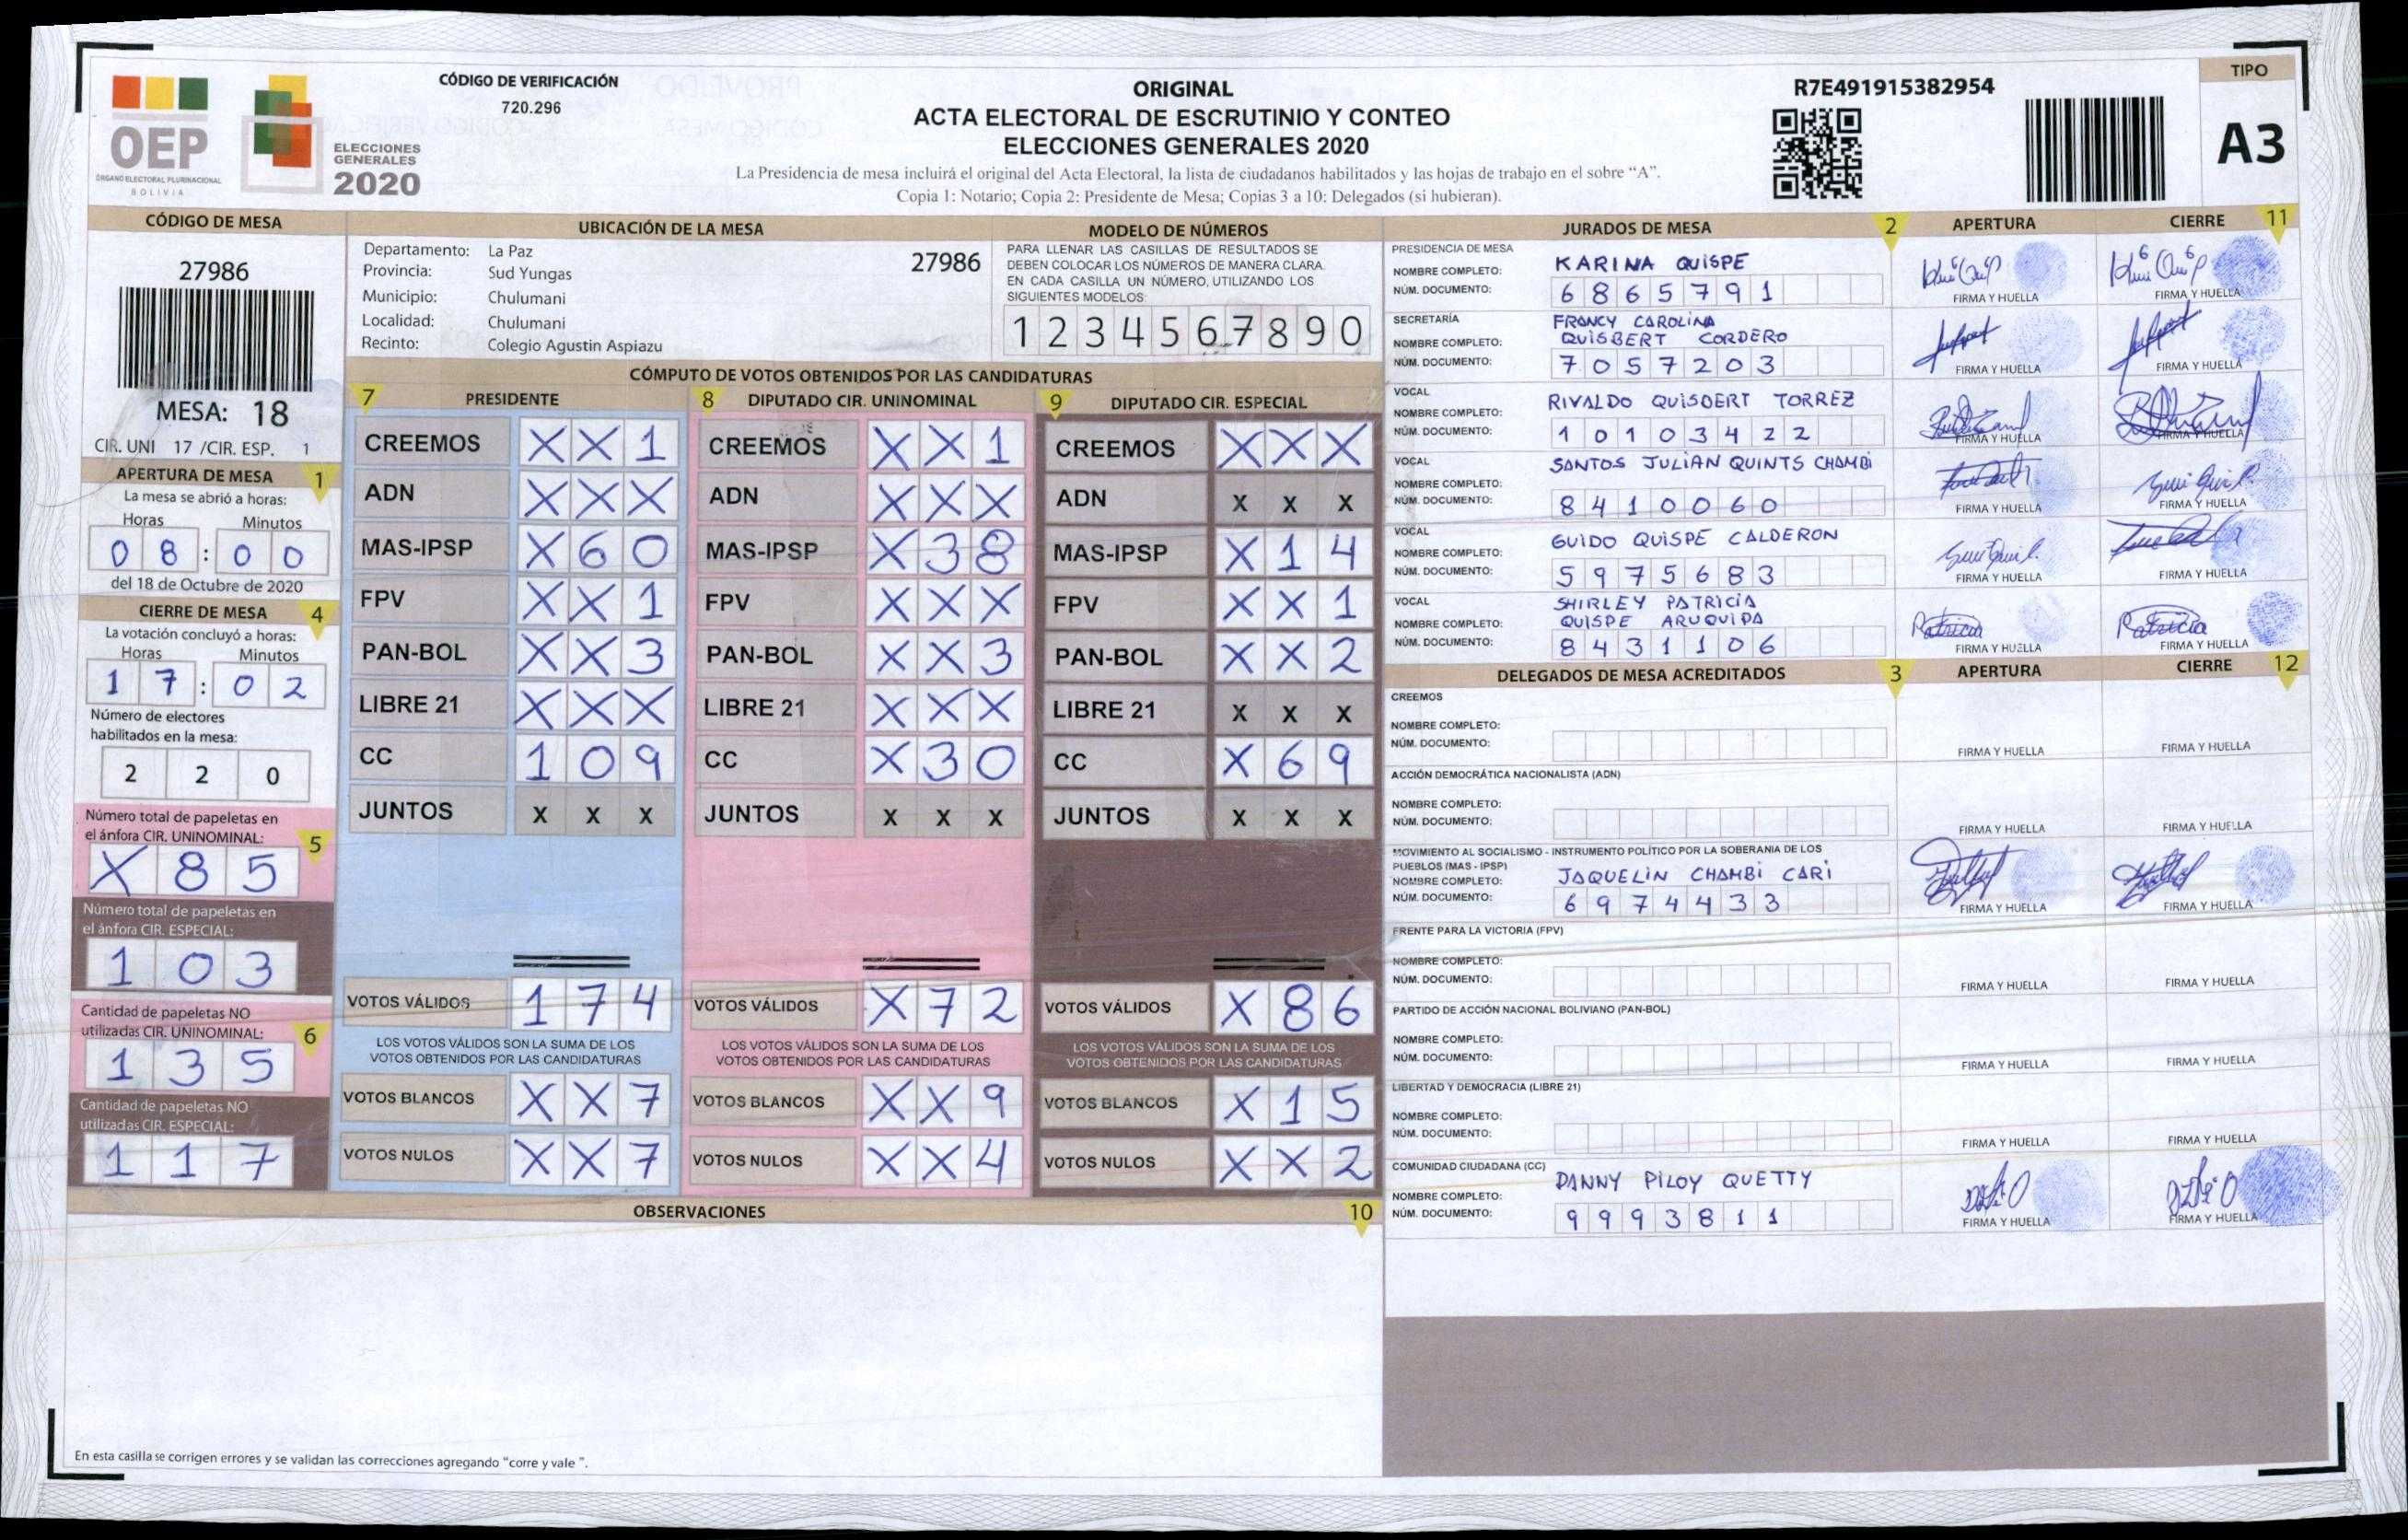 OEP
ÓRGANO ELECTORAL PLURINACIONAL
BOLIVIA
ELECCIONES
GENERALES
2020
CÓDIGO DE VERIFICACIÓN
720.296
ORIGINAL
ACTA ELECTORAL DE ESCRUTINIO Y CONTEO
ELECCIONES GENERALES 2020
La Presidencia de mesa incluirá el original del Acta Electoral, la lista de ciudadanos habilitados y las hojas de trabajo en el sobre “A”.
Copia 1: Notario; Copia 2: Presidente de Mesa; Copias 3 a 10: Delegados (si hubieran).
R7E491915382954
TIPO
A3
CÓDIGO DE MESA
27986
MESA: 18
CIR. UNI 17 /CIR. ESP. 1
APERTURA DE MESA 1
La mesa se abrió a horas:
Horas Minutos
0 8 : 0 0
del 18 de Octubre de 2020
CIERRE DE MESA 4
La votación concluyó a horas:
Horas Minutos
1 7 : 0 2
Número de electores
habilitados en la mesa:
2 2 0
Número total de papeletas en
el ánfora CIR. UNINOMINAL: 5
X 8 5
Número total de papeletas en
el ánfora CIR. ESPECIAL:
1 0 3
Cantidad de papeletas NO
utilizadas CIR. UNINOMINAL: 6
1 3 5
Cantidad de papeletas NO
utilizadas CIR. ESPECIAL:
1 1 7
UBICACIÓN DE LA MESA
Departamento: La Paz
Provincia: Sud Yungas
Municipio: Chulumani
Localidad: Chulumani
Recinto: Colegio Agustin Aspiazu
27986
MODELO DE NÚMEROS
PARA LLENAR LAS CASILLAS DE RESULTADOS SE
DEBEN COLOCAR LOS NÚMEROS DE MANERA CLARA.
EN CADA CASILLA UN NÚMERO, UTILIZANDO LOS
SIGUIENTES MODELOS:
1 2 3 4 5 6 7 8 9 0
CÓMPUTO DE VOTOS OBTENIDOS POR LAS CANDIDATURAS
7 PRESIDENTE
CREEMOS X X 1
ADN X X X
MAS-IPSP X 6 0
FPV X X 1
PAN-BOL X X 3
LIBRE 21 X X X
CC 1 0 9
JUNTOS X X X
VOTOS VÁLIDOS 1 7 4
LOS VOTOS VÁLIDOS SON LA SUMA DE LOS
VOTOS OBTENIDOS POR LAS CANDIDATURAS
VOTOS BLANCOS X X 7
VOTOS NULOS X X 7
8 DIPUTADO CIR. UNINOMINAL
CREEMOS X X 1
ADN X X X
MAS-IPSP X 3 8
FPV X X X
PAN-BOL X X 3
LIBRE 21 X X X
CC X 3 0
JUNTOS X X X
VOTOS VÁLIDOS X 7 2
LOS VOTOS VÁLIDOS SON LA SUMA DE LOS
VOTOS OBTENIDOS POR LAS CANDIDATURAS
VOTOS BLANCOS X X 9
VOTOS NULOS X X 4
9 DIPUTADO CIR. ESPECIAL
CREEMOS X X X
ADN X X X
MAS-IPSP X 1 4
FPV X X 1
PAN-BOL X X 2
LIBRE 21 X X X
CC X 6 9
JUNTOS X X X
VOTOS VÁLIDOS X 8 6
LOS VOTOS VÁLIDOS SON LA SUMA DE LOS
VOTOS OBTENIDOS POR LAS CANDIDATURAS
VOTOS BLANCOS X 1 5
VOTOS NULOS X X 2
OBSERVACIONES 10
En esta casilla se corrigen errores y se validan las correcciones agregando "corre y vale ".
JURADOS DE MESA 2 APERTURA CIERRE 11
PRESIDENCIA DE MESA
NOMBRE COMPLETO: KARINA QUISPE
NÚM. DOCUMENTO: 6 8 6 5 7 9 1
FIRMA Y HUELLA FIRMA Y HUELLA
SECRETARÍA
NOMBRE COMPLETO: FRANCY CAROLINA
QUISBERT CORDERO
NÚM. DOCUMENTO: 7 0 5 7 2 0 3
FIRMA Y HUELLA FIRMA Y HUELLA
VOCAL
NOMBRE COMPLETO: RIVALDO QUISBERT TORREZ
NÚM. DOCUMENTO: 1 0 1 0 3 4 2 2
FIRMA Y HUELLA FIRMA Y HUELLA
VOCAL
NOMBRE COMPLETO: SANTOS JULIAN QUINTS CHAMBI
NÚM. DOCUMENTO: 8 4 1 0 0 6 0
FIRMA Y HUELLA FIRMA Y HUELLA
VOCAL
NOMBRE COMPLETO: GUIDO QUISPE CALDERON
NÚM. DOCUMENTO: 5 9 7 5 6 8 3
FIRMA Y HUELLA FIRMA Y HUELLA
VOCAL
NOMBRE COMPLETO: SHIRLEY PATRICIA
QUISPE ARUQUIPA
NÚM. DOCUMENTO: 8 4 3 1 1 0 6
Patricia Patricia
FIRMA Y HUELLA FIRMA Y HUELLA
DELEGADOS DE MESA ACREDITADOS 3 APERTURA CIERRE 12
CREEMOS
NOMBRE COMPLETO:
NÚM. DOCUMENTO:
FIRMA Y HUELLA FIRMA Y HUELLA
ACCIÓN DEMOCRÁTICA NACIONALISTA (ADN)
NOMBRE COMPLETO:
NÚM. DOCUMENTO:
FIRMA Y HUELLA FIRMA Y HUELLA
MOVIMIENTO AL SOCIALISMO - INSTRUMENTO POLÍTICO POR LA SOBERANIA DE LOS
PUEBLOS (MAS - IPSP)
NOMBRE COMPLETO: JAQUELIN CHAMBI CARI
NÚM. DOCUMENTO: 6 9 7 4 4 3 3
FIRMA Y HUELLA FIRMA Y HUELLA
FRENTE PARA LA VICTORIA (FPV)
NOMBRE COMPLETO:
NÚM. DOCUMENTO:
FIRMA Y HUELLA FIRMA Y HUELLA
PARTIDO DE ACCIÓN NACIONAL BOLIVIANO (PAN-BOL)
NOMBRE COMPLETO:
NÚM. DOCUMENTO:
FIRMA Y HUELLA FIRMA Y HUELLA
LIBERTAD Y DEMOCRACIA (LIBRE 21)
NOMBRE COMPLETO:
NÚM. DOCUMENTO:
FIRMA Y HUELLA FIRMA Y HUELLA
COMUNIDAD CIUDADANA (CC)
NOMBRE COMPLETO: DANNY PILOY QUETTY
NÚM. DOCUMENTO: 9 9 9 3 8 1 1
FIRMA Y HUELLA FIRMA Y HUELLA